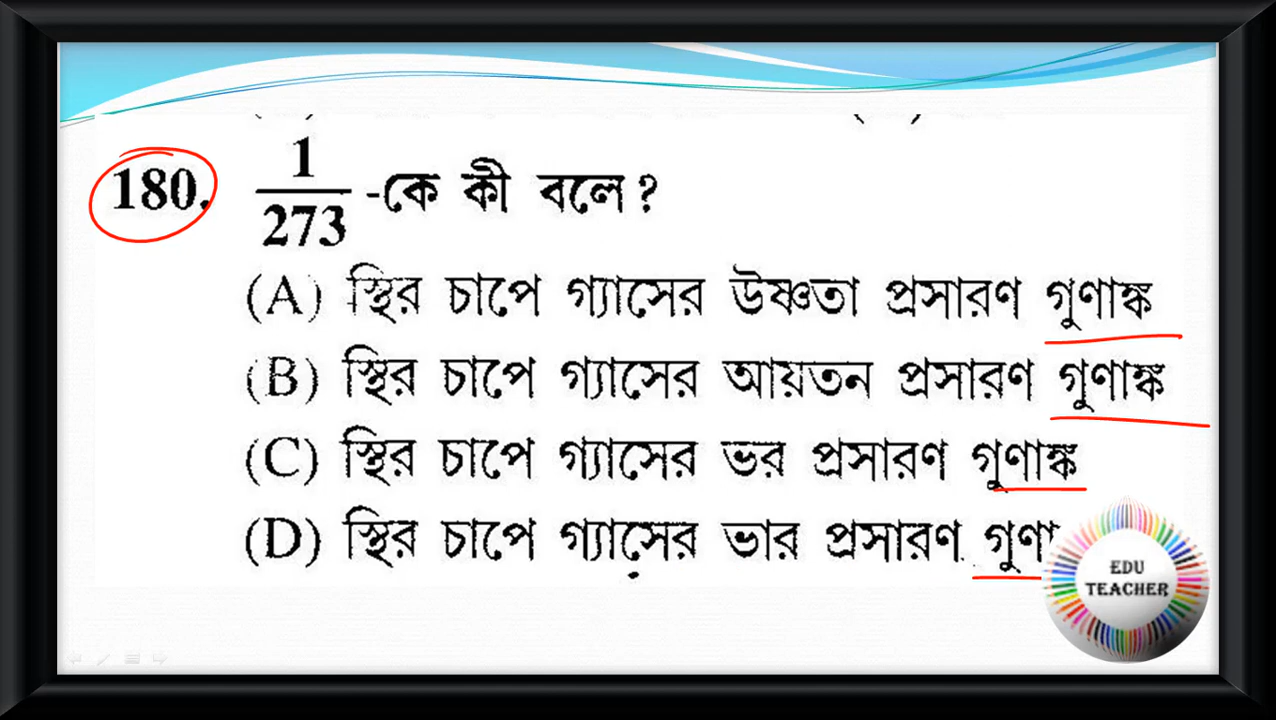 180. 1/273 -কে কী বলে ?
(A) স্থির চাপে গ্যাসের উষ্ণতা প্রসারণ গুণাঙ্ক
(B) স্থির চাপে গ্যাসের আয়তন প্রসারণ গুণাঙ্ক
(C) স্থির চাপে গ্যাসের ভর প্রসারণ গুণাঙ্ক
(D) স্থির চাপে গ্যাসের ভার প্রসারণ
EDU
TEACHER